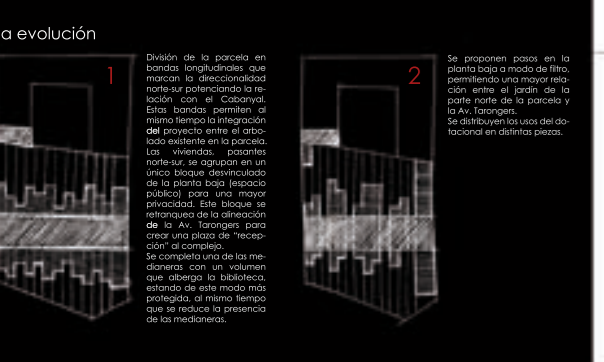 a evolución
1
División de la parcela en
bandas longitudinales que
marcan la direccionalidad
norte-sur potenciando la re-
lación con el Cabanyal.
Estas bandas permiten al
mismo tiempo la integración
del proyecto entre el arbo-
lado existente en la parcela.
Las viviendas, pasantes
norte-sur, se agrupan en un
único bloque desvinculado
de la planta baja (espacio
público) para una mayor
privacidad. Este bloque se
retranquea de la alineación
de la Av. Tarongers para
crear una plaza de “recep-
ción” al complejo.
Se completa una de las me-
dianeras con un volumen
que alberga la biblioteca,
estando de este modo más
protegida, al mismo tiempo
que se reduce la presencia
de las medianeras.
2
Se proponen pasos en la
planta baja a modo de filtro,
permitiendo una mayor rela-
ción entre el jardín de la
parte norte de la parcela y
la Av. Tarongers.
Se distribuyen los usos del do-
tacional en distintas piezas.